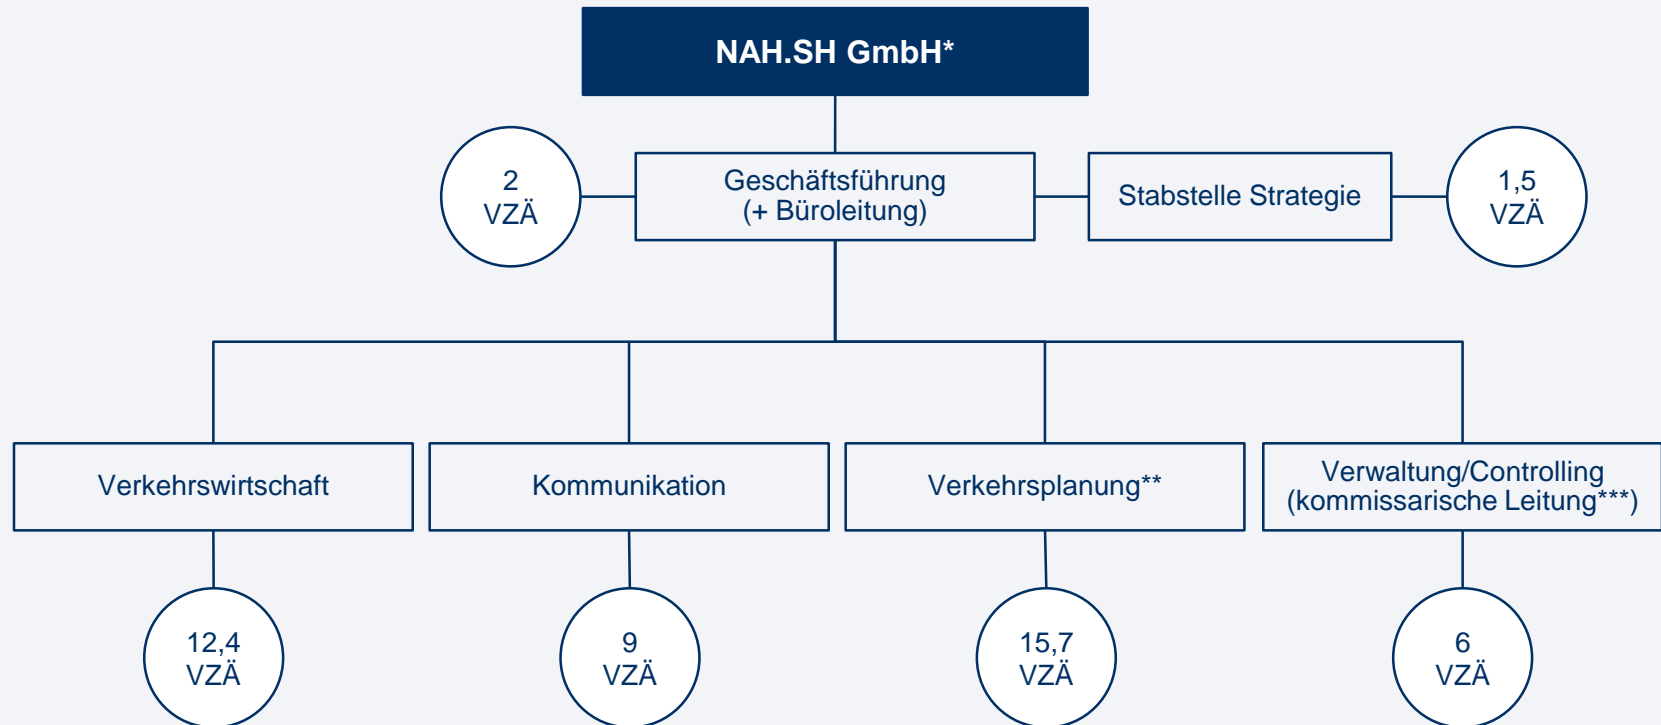 NAH.SH GmbH*
2
VZÄ
Geschäftsführung
(+ Büroleitung)
Stabstelle Strategie
1,5
VZÄ
Verkehrswirtschaft
Kommunikation
Verkehrsplanung**
Verwaltung/Controlling
(kommissarische Leitung***)
12,4
VZÄ
9
VZÄ
15,7
VZÄ
6
VZÄ